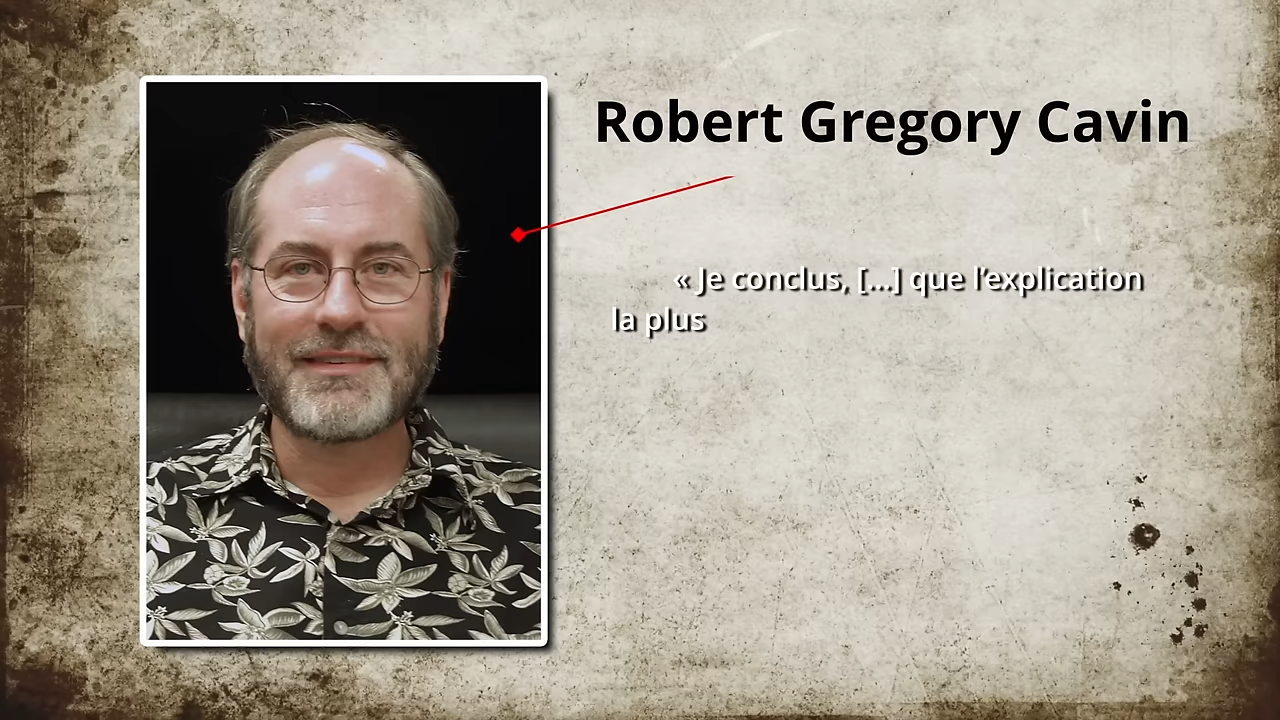 Robert Gregory Cavin
« Je conclus, [...] que l’explication
la plus